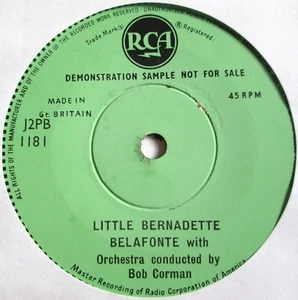 ALL RIGHTS OF THE MANUFACTURER AND OF THE OWNER OF THE RECORDED WORK RESERVED UNAUTHORISED
RCA
Trade Mark(s) Registered.
DEMONSTRATION SAMPLE NOT FOR SALE
MADE IN
Gt. BRITAIN
45 RPM
J2PB
1181
LITTLE BERNADETTE
BELAFONTE with
Orchestra conducted by
Bob Corman
Master Recording of Radio Corporation of America